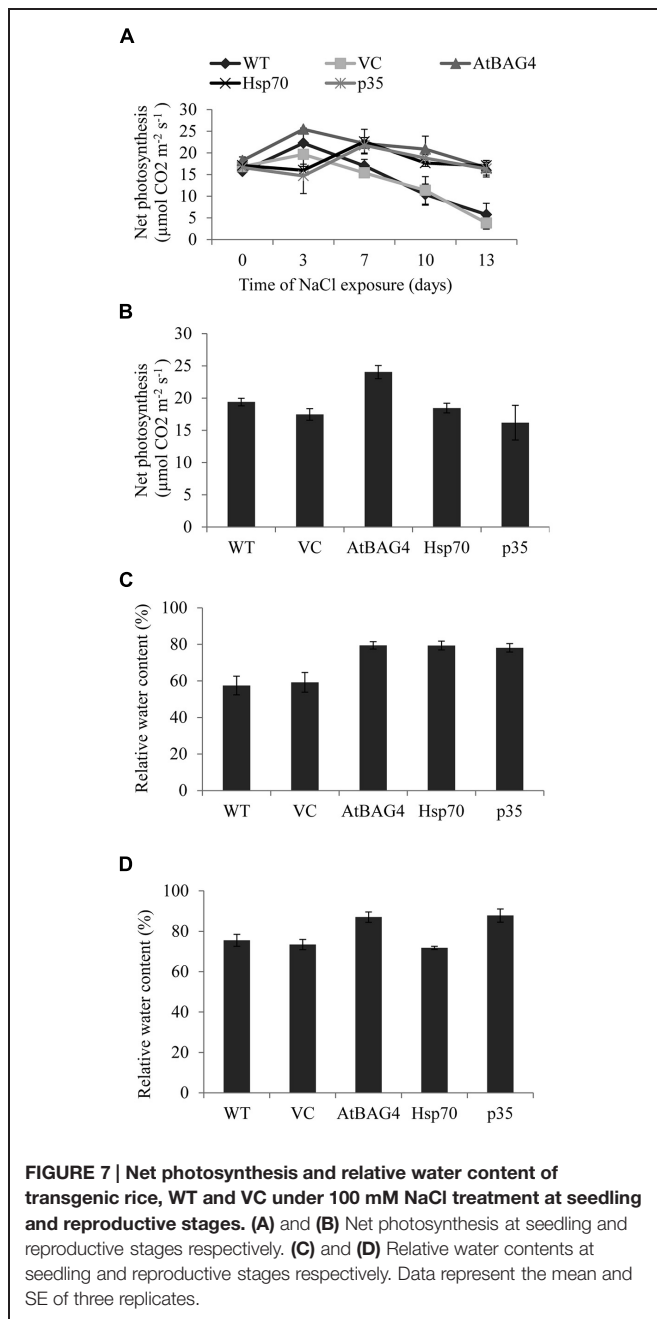 A
WT VC AtBAG4
Hsp70 p35
Net photosynthesis
(µmol CO2 m⁻² s⁻¹)
30
25
20
15
10
5
0
0 3 7 10 13
Time of NaCl exposure (days)
B
Net photosynthesis
(µmol CO2 m⁻² s⁻¹)
30
25
20
15
10
5
0
WT VC AtBAG4 Hsp70 p35
C
Relative water content (%)
100
80
60
40
20
0
WT VC AtBAG4 Hsp70 p35
D
Relative water content (%)
100
80
60
40
20
0
WT VC AtBAG4 Hsp70 p35
FIGURE 7 | Net photosynthesis and relative water content of
transgenic rice, WT and VC under 100 mM NaCl treatment at seedling
and reproductive stages. (A) and (B) Net photosynthesis at seedling and
reproductive stages respectively. (C) and (D) Relative water contents at
seedling and reproductive stages respectively. Data represent the mean and
SE of three replicates.